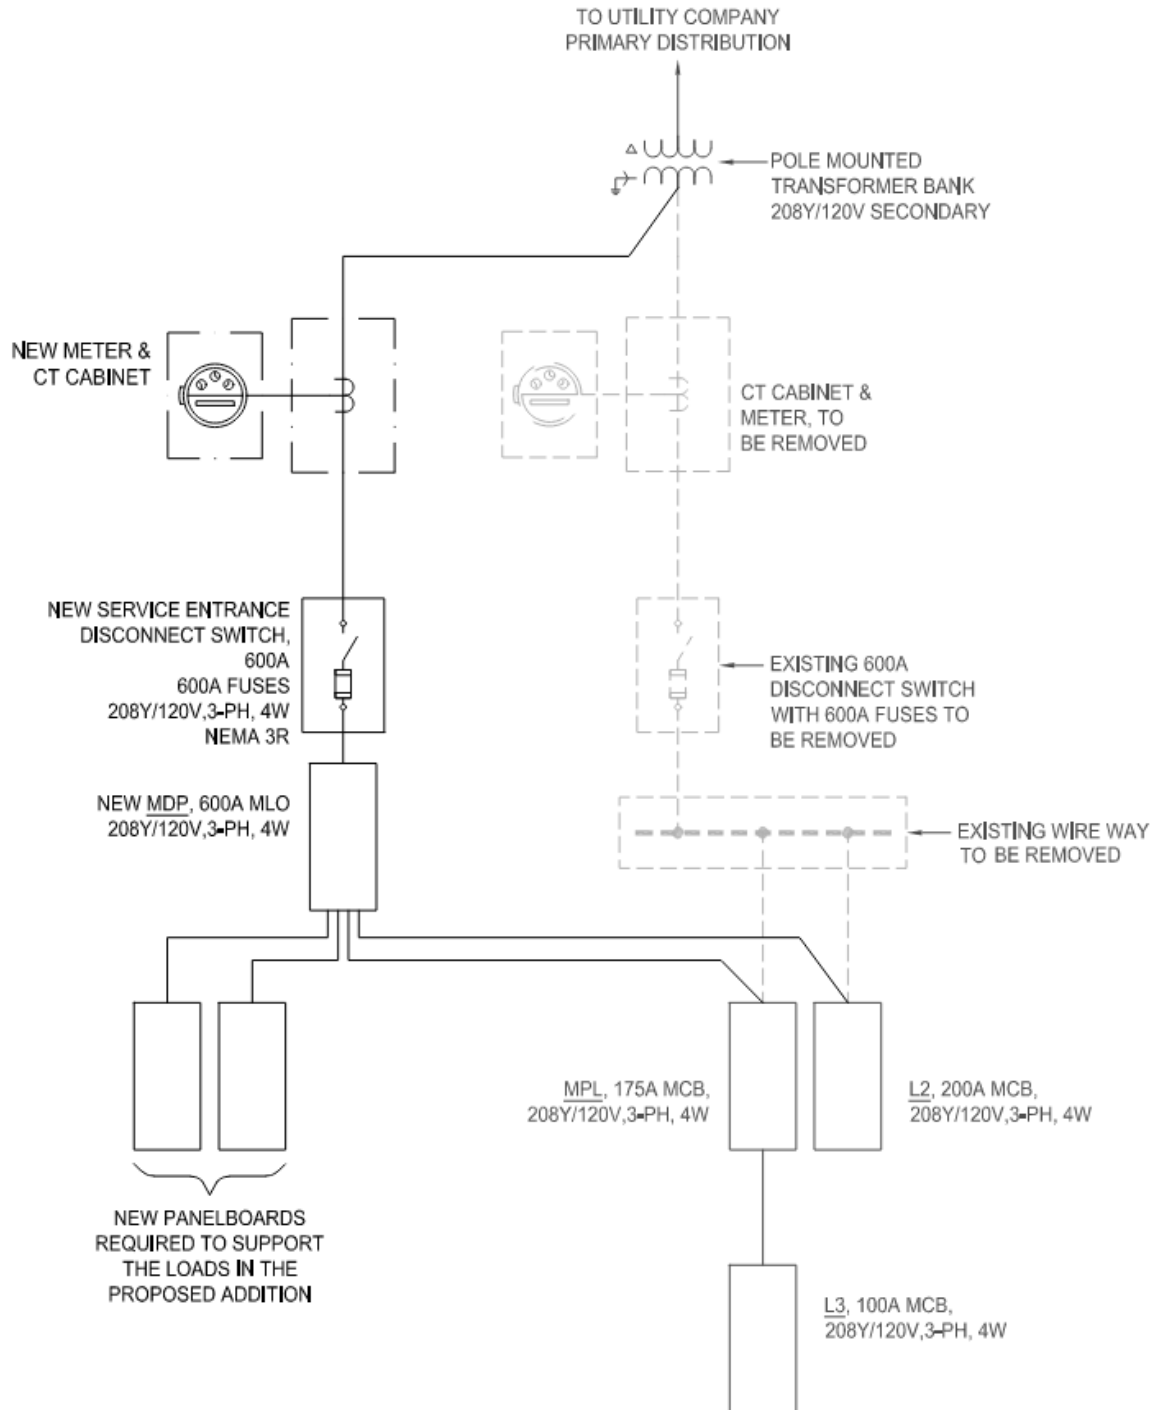 TO UTILITY COMPANY
PRIMARY DISTRIBUTION
POLE MOUNTED
TRANSFORMER BANK
208Y/120V SECONDARY
NEW METER &
CT CABINET
CT CABINET &
METER, TO
BE REMOVED
NEW SERVICE ENTRANCE
DISCONNECT SWITCH,
600A
600A FUSES
208Y/120V,3-PH, 4W
NEMA 3R
EXISTING 600A
DISCONNECT SWITCH
WITH 600A FUSES TO
BE REMOVED
NEW MDP, 600A MLO
208Y/120V,3-PH, 4W
EXISTING WIRE WAY
TO BE REMOVED
MPL, 175A MCB,
208Y/120V,3-PH, 4W
L2, 200A MCB,
208Y/120V,3-PH, 4W
NEW PANELBOARDS
REQUIRED TO SUPPORT
THE LOADS IN THE
PROPOSED ADDITION
L3, 100A MCB,
208Y/120V,3-PH, 4W